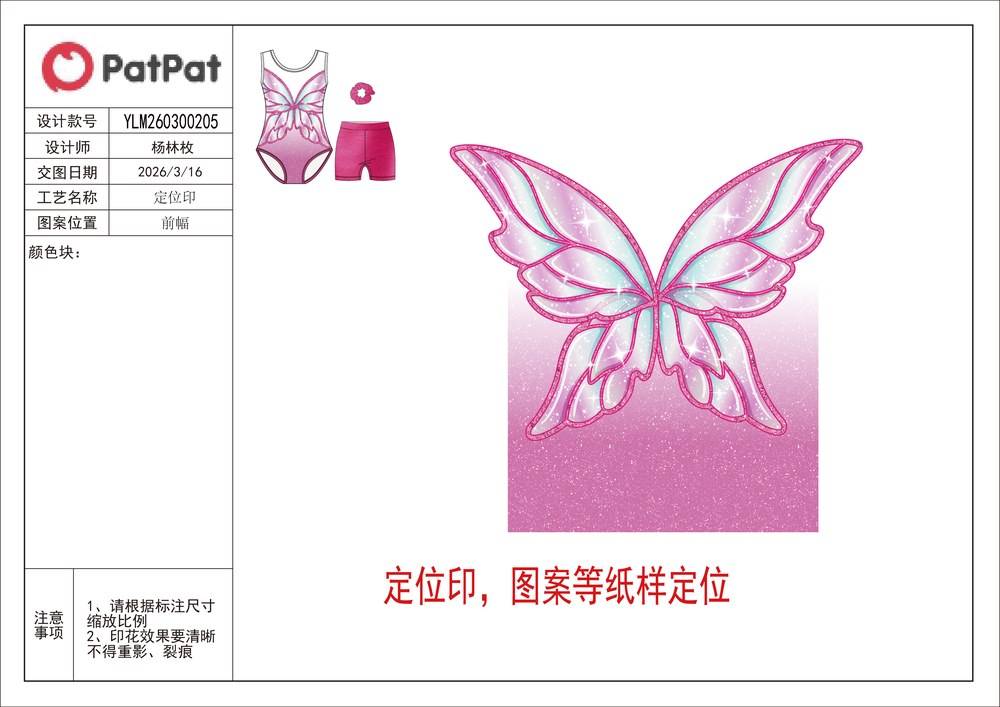 PatPat
设计款号 YLM260300205
设计师 杨林枚
交图日期 2026/3/16
工艺名称 定位印
图案位置 前幅
颜色块：
定位印，图案等纸样定位
注意
事项
1、请根据标注尺寸
缩放比例
2、印花效果要清晰
不得重影、裂痕